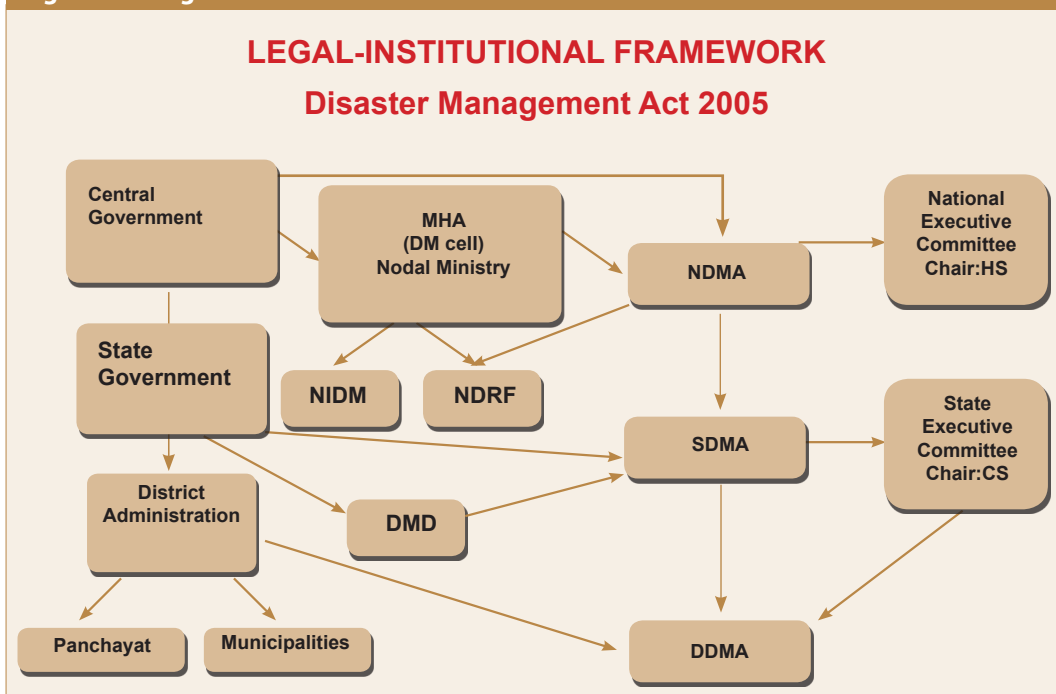 LEGAL-INSTITUTIONAL FRAMEWORK
Disaster Management Act 2005
Central
Government
MHA
(DM cell)
Nodal Ministry
NDMA
National
Executive
Committee
Chair:HS
State
Government
NIDM
NDRF
SDMA
State
Executive
Committee
Chair:CS
District
Administration
DMD
Panchayat
Municipalities
DDMA